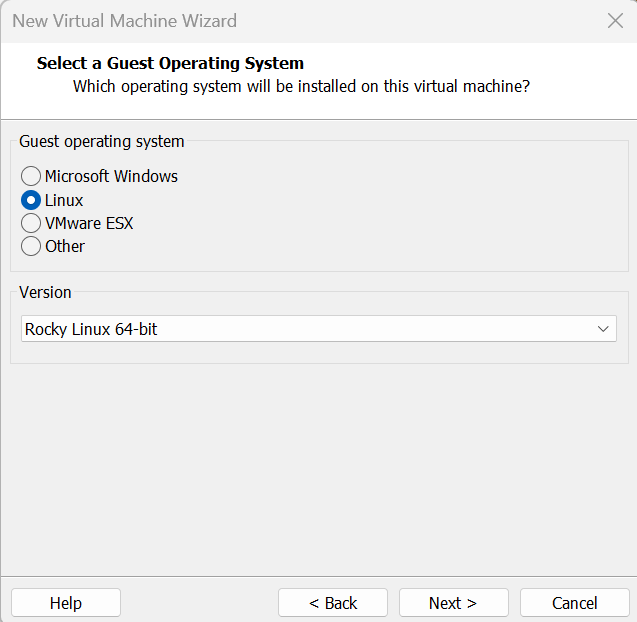 New Virtual Machine Wizard
Select a Guest Operating System
Which operating system will be installed on this virtual machine?
Guest operating system
Microsoft Windows
Linux
VMware ESX
Other
Version
Rocky Linux 64-bit
Help
< Back
Next >
Cancel